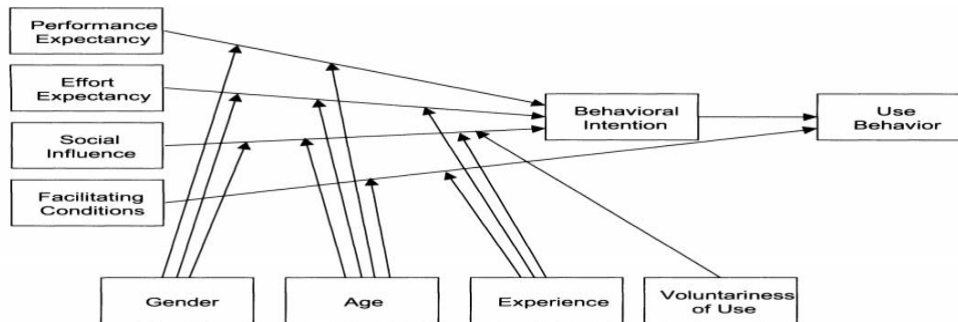 Performance
Expectancy
Effort
Expectancy
Social
Influence
Facilitating
Conditions
Behavioral
Intention
Use
Behavior
Gender
Age
Experience
Voluntariness
of Use